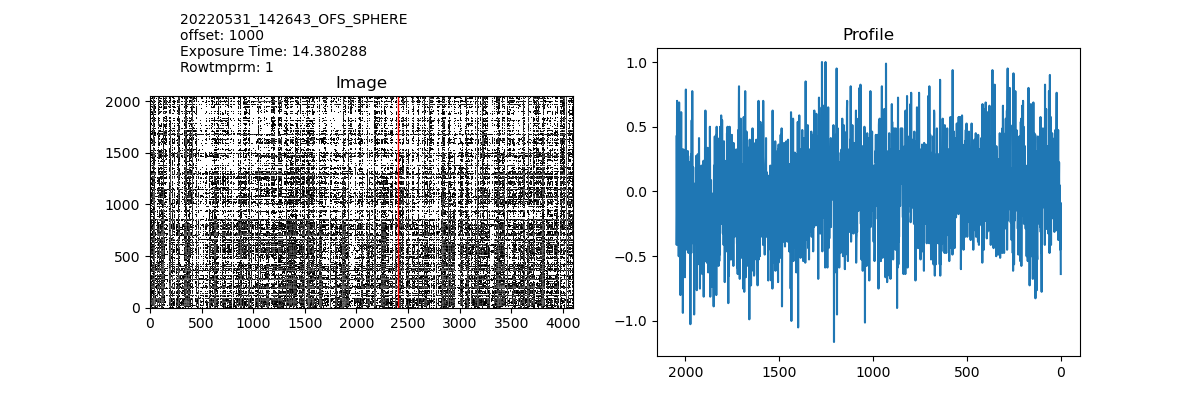 20220531_142643_OFS_SPHERE
offset: 1000
Exposure Time: 14.380288
Rowtmprm: 1
Image
2000
1500
1000
500
0
0 500 1000 1500 2000 2500 3000 3500 4000
Profile
1.0
0.5
0.0
−0.5
−1.0
2000 1500 1000 500 0